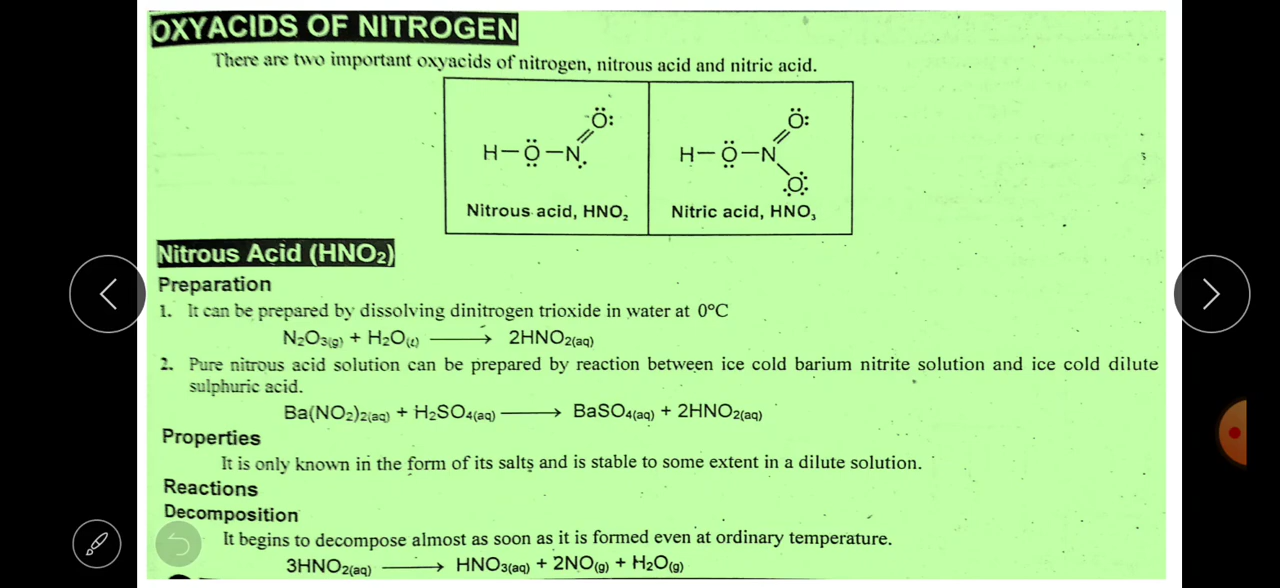 OXYACIDS OF NITROGEN
There are two important oxyacids of nitrogen, nitrous acid and nitric acid.
H–Ö–N=Ö:
Nitrous acid, HNO₂
H–Ö–N=Ö:
Ö:
Nitric acid, HNO₃
Nitrous Acid (HNO₂)
Preparation
1. It can be prepared by dissolving dinitrogen trioxide in water at 0°C
N₂O₃(g) + H₂O(ℓ) ⟶ 2HNO₂(aq)
2. Pure nitrous acid solution can be prepared by reaction between ice cold barium nitrite solution and ice cold dilute
sulphuric acid.
Ba(NO₂)₂(aq) + H₂SO₄(aq) ⟶ BaSO₄(aq) + 2HNO₂(aq)
Properties
It is only known in the form of its salts and is stable to some extent in a dilute solution.
Reactions
Decomposition
It begins to decompose almost as soon as it is formed even at ordinary temperature.
3HNO₂(aq) ⟶ HNO₃(aq) + 2NO(g) + H₂O(g)